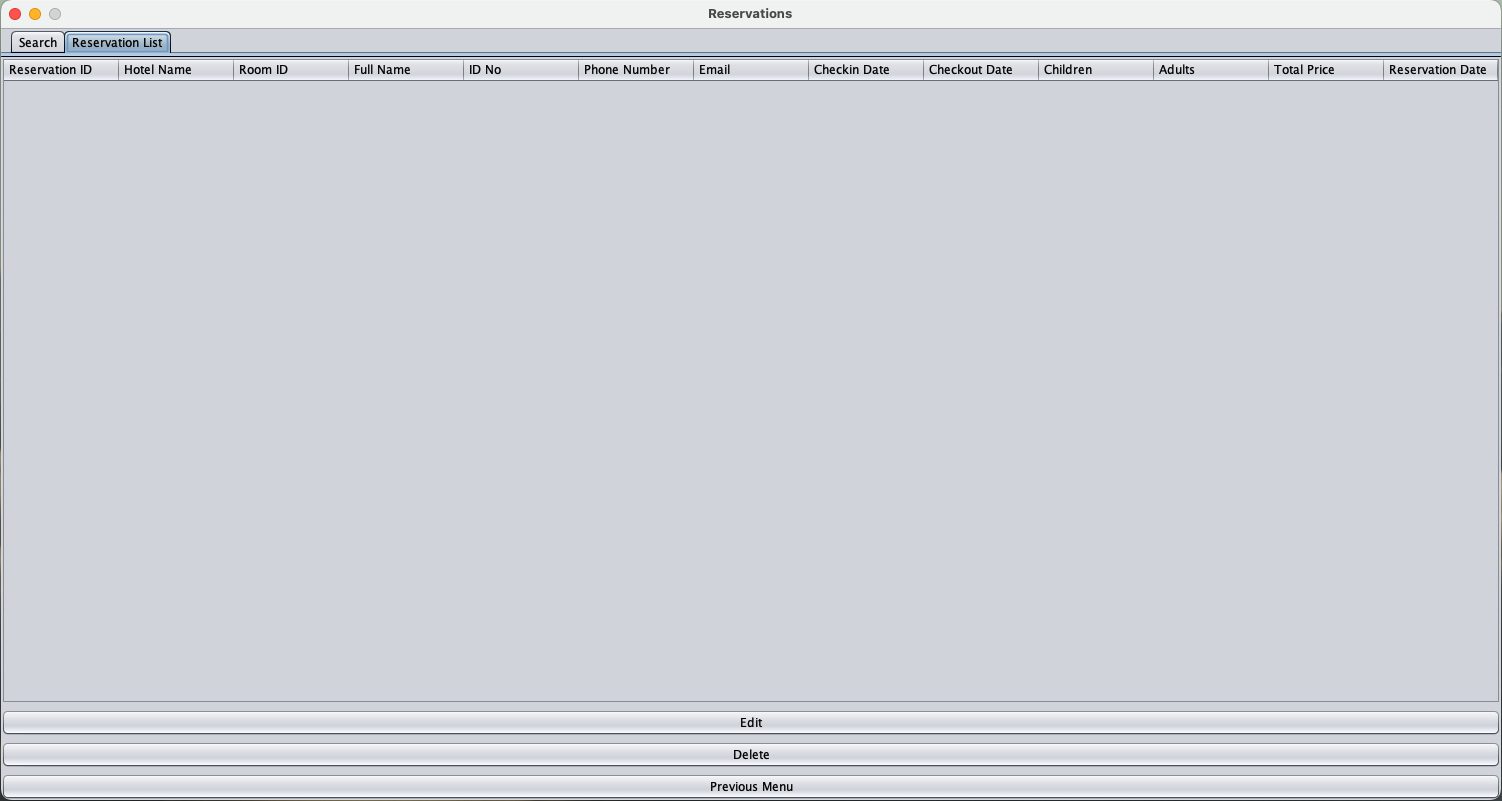 Reservations
Search Reservation List
Reservation ID Hotel Name Room ID Full Name ID No Phone Number Email Checkin Date Checkout Date Children Adults Total Price Reservation Date
Edit
Delete
Previous Menu